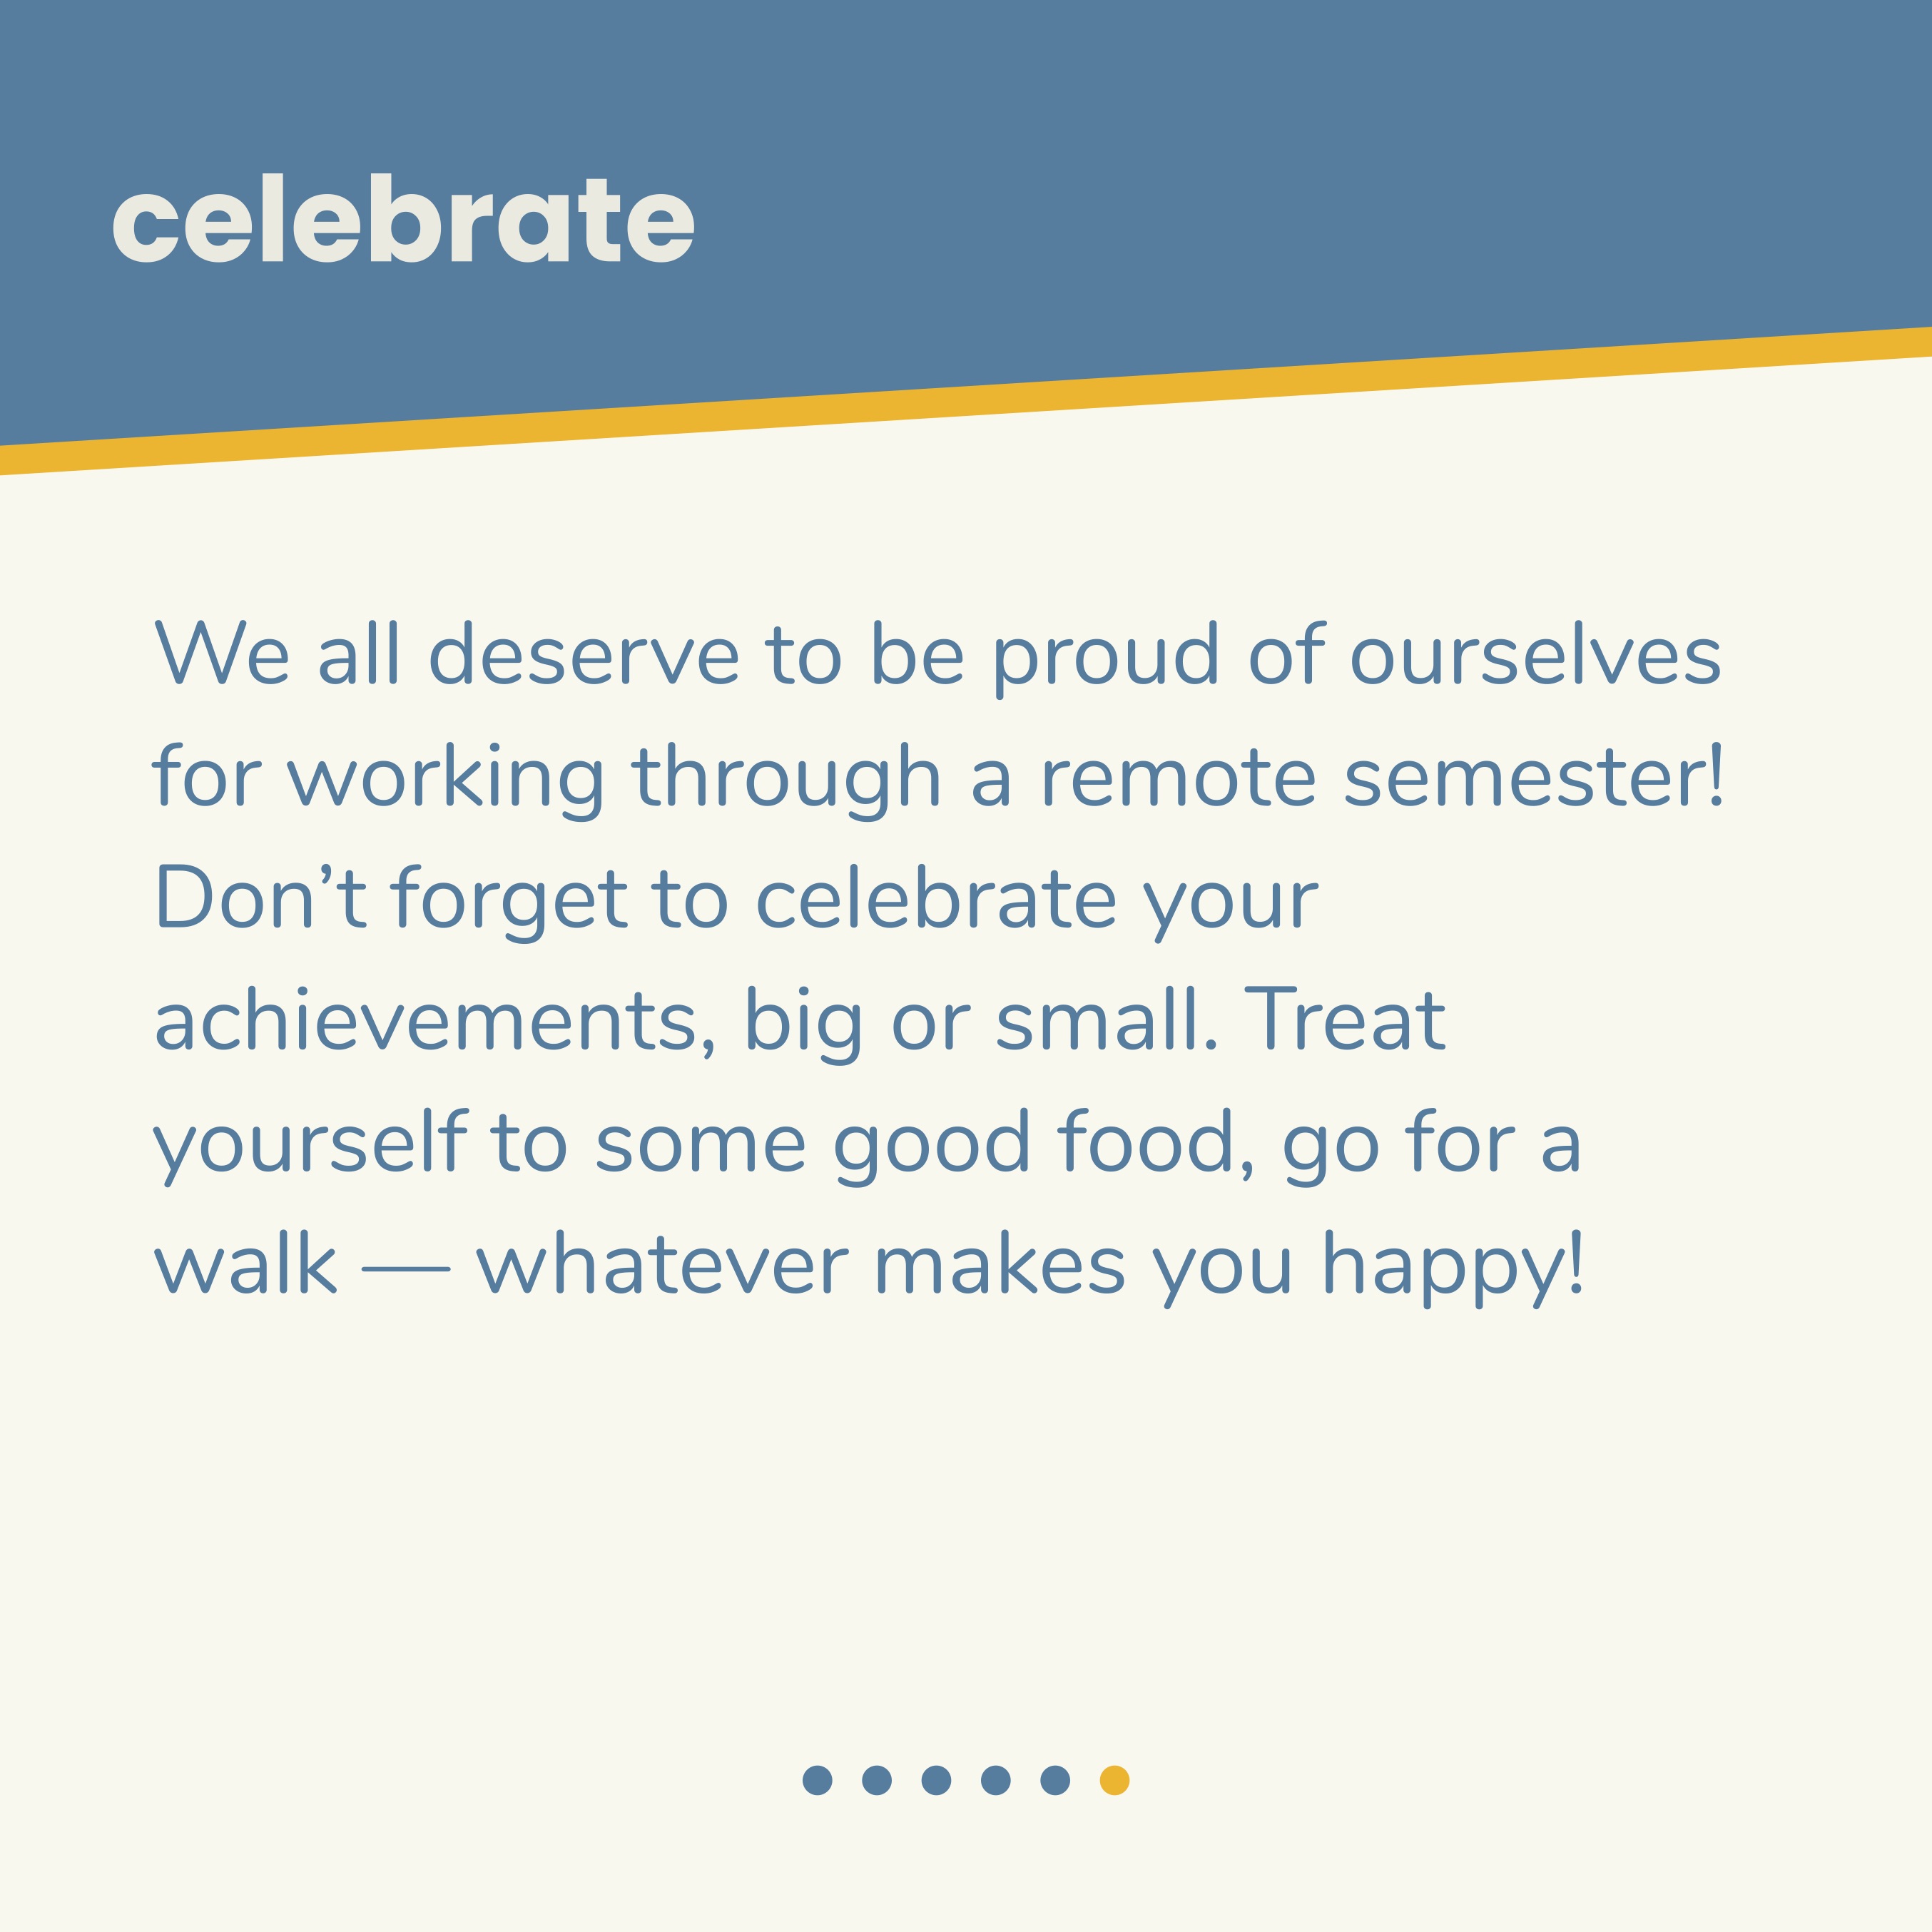 celebrate
We all deserve to be proud of ourselves
for working through a remote semester!
Don’t forget to celebrate your
achievements, big or small. Treat
yourself to some good food, go for a
walk — whatever makes you happy!